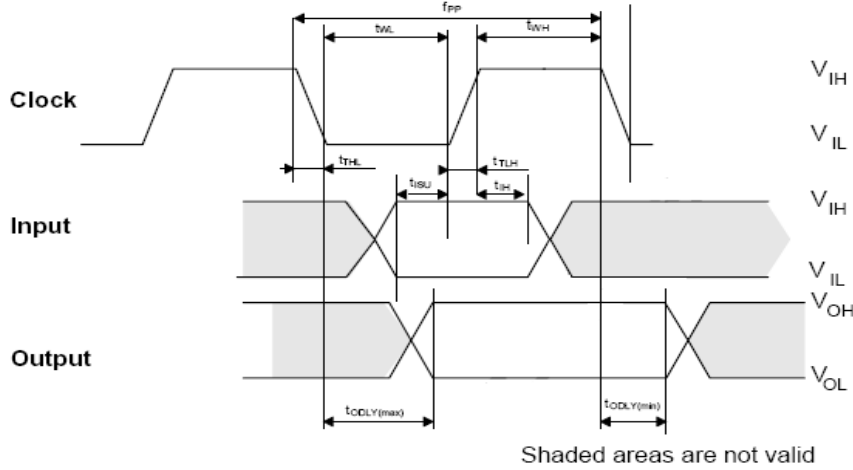 fPP
tWL
tWH
Clock
VIH
VIL
tTHL
tTLH
tISU
tIH
Input
VIH
VIL
VOH
Output
VOL
tODLY(max)
tODLY(min)
Shaded areas are not valid